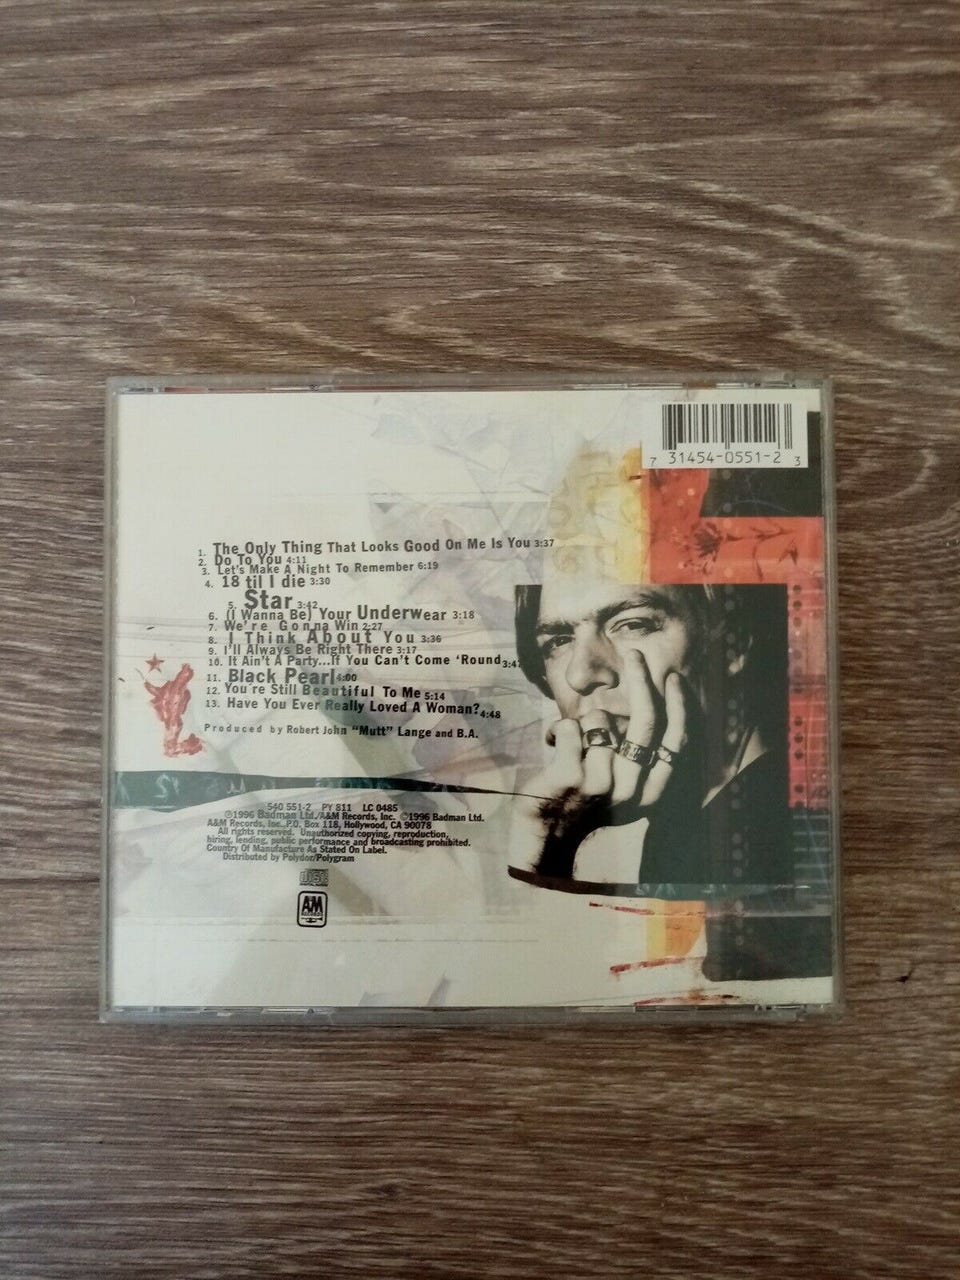 7 31454-0551-2 3
1. The Only Thing That Looks Good On Me Is You 3:37
2. Do To You 4:11
3. Let's Make A Night To Remember 6:19
4. 18 til I die 3:30
5. Star 3:42
6. (I Wanna Be) Your Underwear 3:18
7. We're Gonna Win 2:27
8. I Think About You 3:36
9. I'll Always Be Right There 3:17
10. It Ain't A Party...If You Can't Come 'Round 3:47
11. Black Pearl 4:00
12. You're Still Beautiful To Me 5:14
13. Have You Ever Really Loved A Woman? 4:48
Produced by Robert John "Mutt" Lange and B.A.
540 551-2 PY 811 LC 0485
℗1996 Badman Ltd./A&M Records, Inc. ©1996 Badman Ltd.
A&M Records, Inc., P.O. Box 118, Hollywood, CA 90078
All rights reserved. Unauthorized copying, reproduction,
hiring, lending, public performance and broadcasting prohibited.
Country Of Manufacture As Stated On Label.
Distributed by Polydor/Polygram
disc
A&M